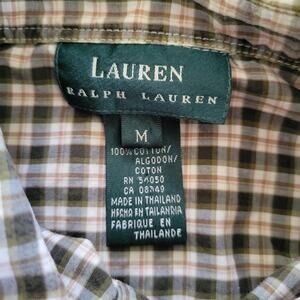 LAUREN
RALPH LAUREN
M
100% COTTON/
ALGODON/
COTON
RN 54050
CA 08949
MADE IN THAILAND
HECHO EN TAILANDIA
FABRIQUE EN
THAILANDE